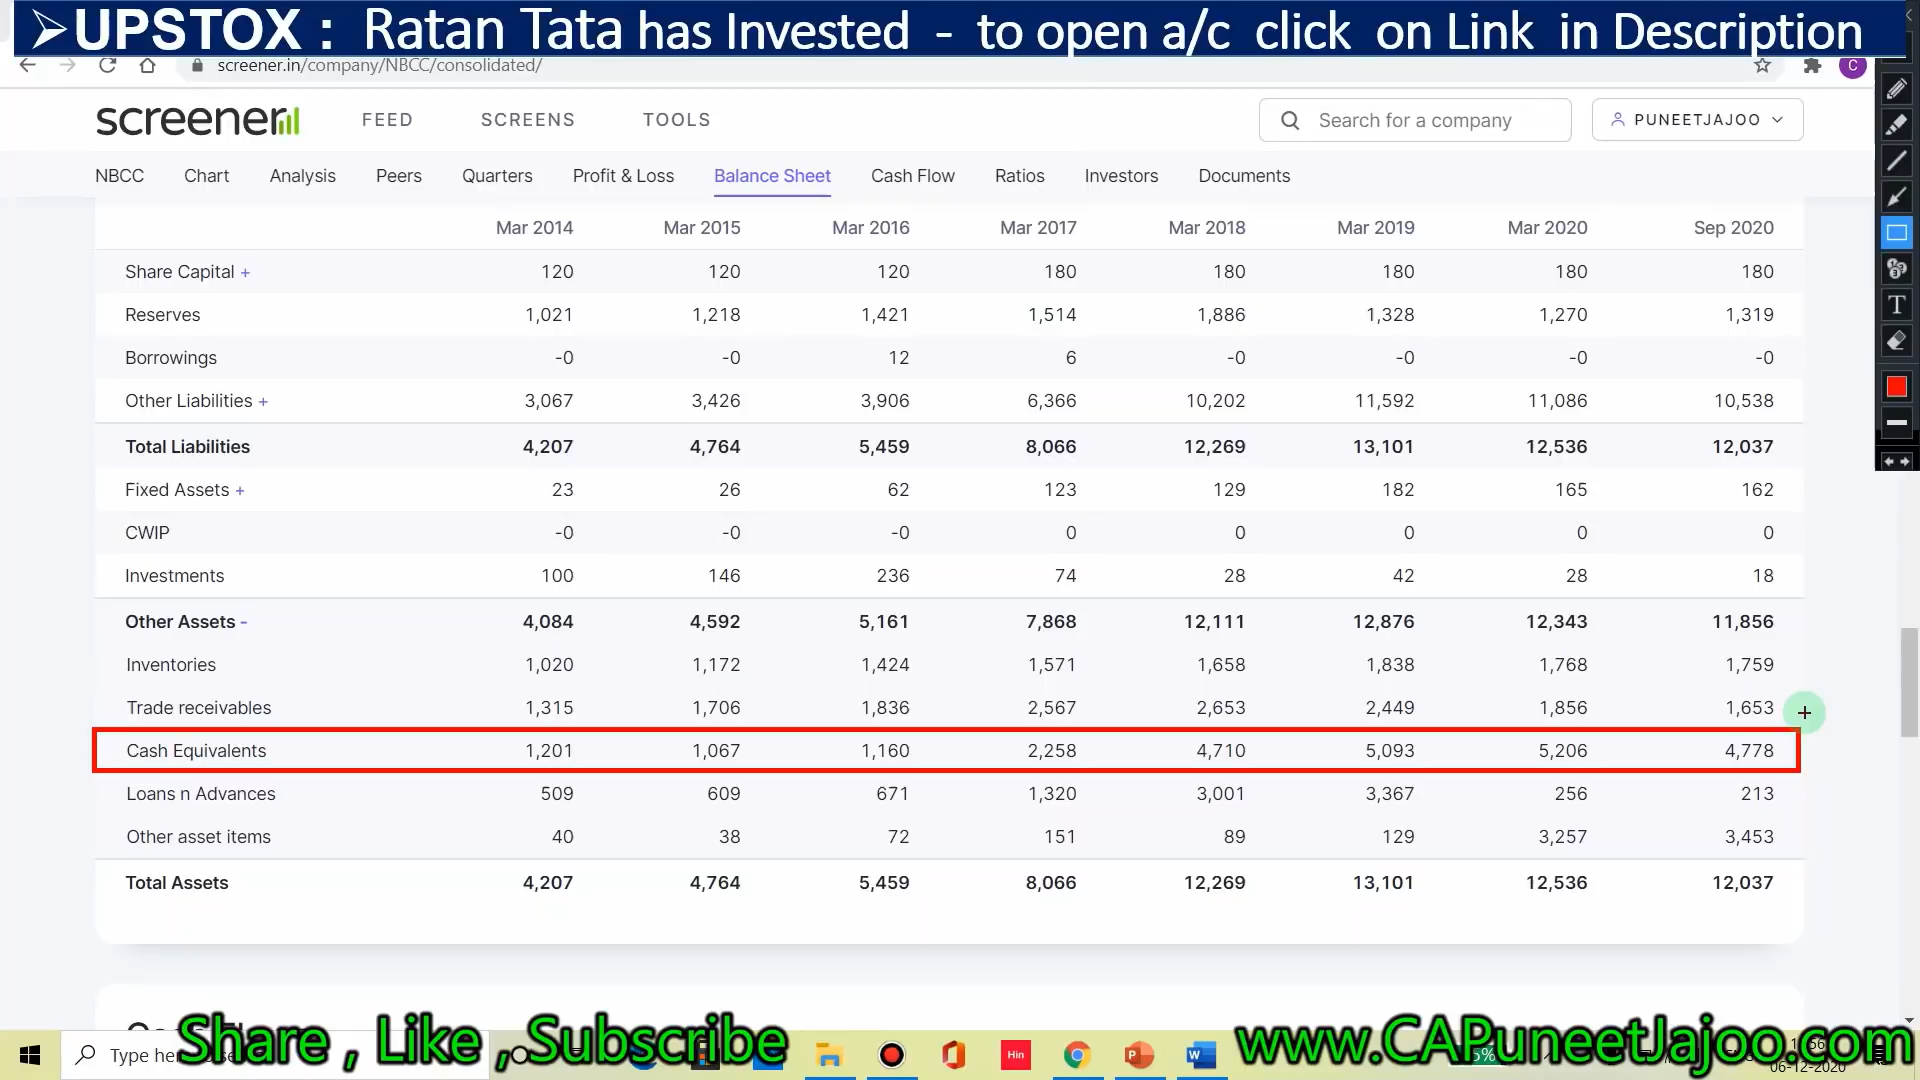 ➢UPSTOX : Ratan Tata has Invested - to open a/c click on Link in Description
screener.in/company/NBCC/consolidated/
C
screener FEED SCREENS TOOLS Search for a company PUNEETJAJOO
NBCC Chart Analysis Peers Quarters Profit & Loss Balance Sheet Cash Flow Ratios Investors Documents
Mar 2014 Mar 2015 Mar 2016 Mar 2017 Mar 2018 Mar 2019 Mar 2020 Sep 2020
Share Capital + 120 120 120 180 180 180 180 180
Reserves 1,021 1,218 1,421 1,514 1,886 1,328 1,270 1,319
Borrowings -0 -0 12 6 -0 -0 -0 -0
Other Liabilities + 3,067 3,426 3,906 6,366 10,202 11,592 11,086 10,538
Total Liabilities 4,207 4,764 5,459 8,066 12,269 13,101 12,536 12,037
Fixed Assets + 23 26 62 123 129 182 165 162
CWIP -0 -0 -0 0 0 0 0 0
Investments 100 146 236 74 28 42 28 18
Other Assets - 4,084 4,592 5,161 7,868 12,111 12,876 12,343 11,856
Inventories 1,020 1,172 1,424 1,571 1,658 1,838 1,768 1,759
Trade receivables 1,315 1,706 1,836 2,567 2,653 2,449 1,856 1,653
Cash Equivalents 1,201 1,067 1,160 2,258 4,710 5,093 5,206 4,778
Loans n Advances 509 609 671 1,320 3,001 3,367 256 213
Other asset items 40 38 72 151 89 129 3,257 3,453
Total Assets 4,207 4,764 5,459 8,066 12,269 13,101 12,536 12,037
Share , Like , Subscribe www.CAPuneetJajoo.com
Type here
Hin
06-12-2020